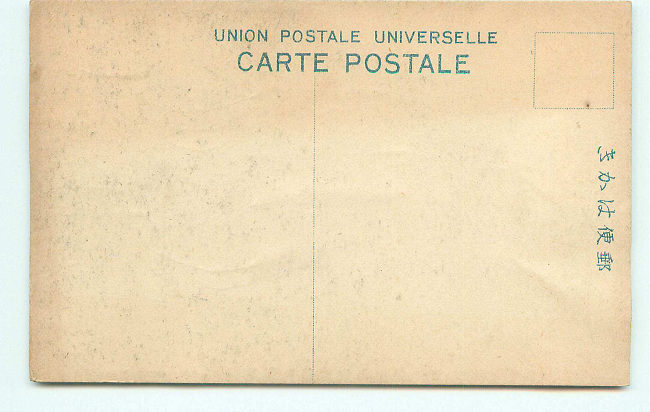 UNION POSTALE UNIVERSELLE
CARTE POSTALE
郵便はかき